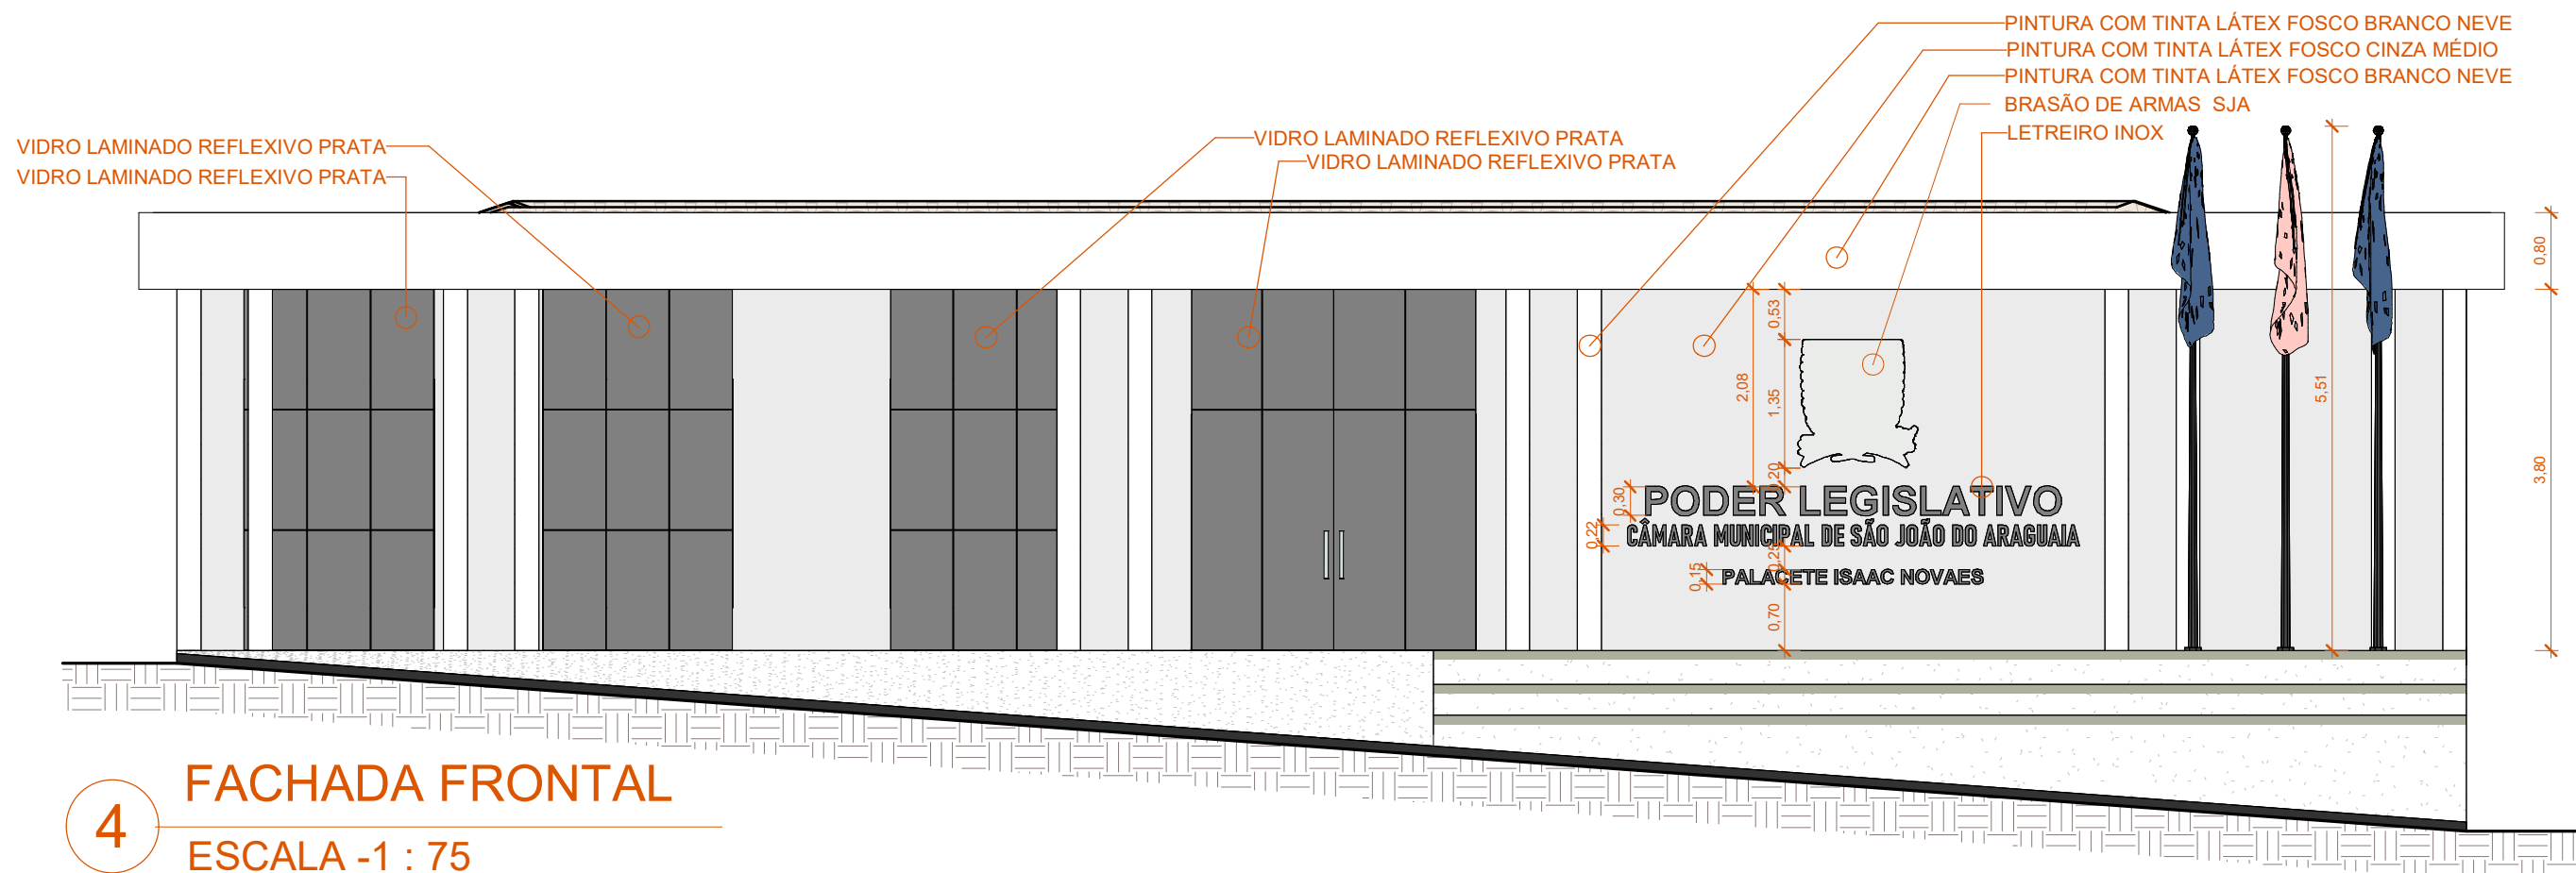 PINTURA COM TINTA LÁTEX FOSCO BRANCO NEVE
PINTURA COM TINTA LÁTEX FOSCO CINZA MÉDIO
PINTURA COM TINTA LÁTEX FOSCO BRANCO NEVE
BRASÃO DE ARMAS SJA
LETREIRO INOX
VIDRO LAMINADO REFLEXIVO PRATA
VIDRO LAMINADO REFLEXIVO PRATA
VIDRO LAMINADO REFLEXIVO PRATA
VIDRO LAMINADO REFLEXIVO PRATA
0,80
0,53
2,08
1,35
5,51
3,80
0,20
0,30
PODER LEGISLATIVO
0,22
CÂMARA MUNICIPAL DE SÃO JOÃO DO ARAGUAIA
0,25
0,15
PALACETE ISAAC NOVAES
0,70
4
FACHADA FRONTAL
ESCALA -1 : 75